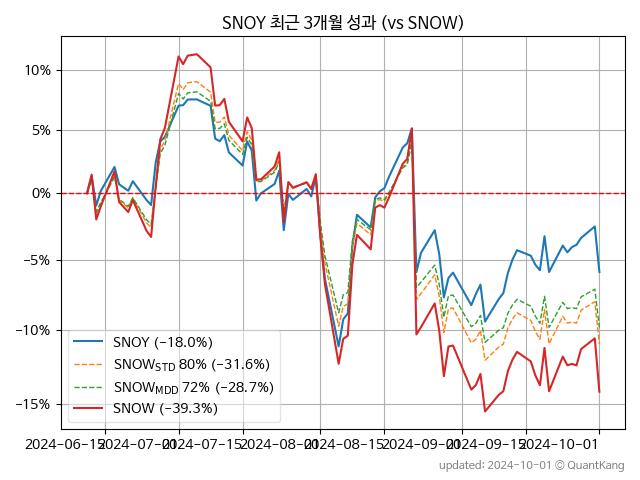 SNOY 최근 3개월 성과 (vs SNOW)
10%
5%
0%
−5%
−10%
−15%
SNOY (−18.0%)
SNOW_STD 80% (−31.6%)
SNOW_MDD 72% (−28.7%)
SNOW (−39.3%)
2024-06-15 2024-07-01 2024-07-15 2024-08-01 2024-08-15 2024-09-01 2024-09-15 2024-10-01
updated: 2024-10-01 © QuantKang